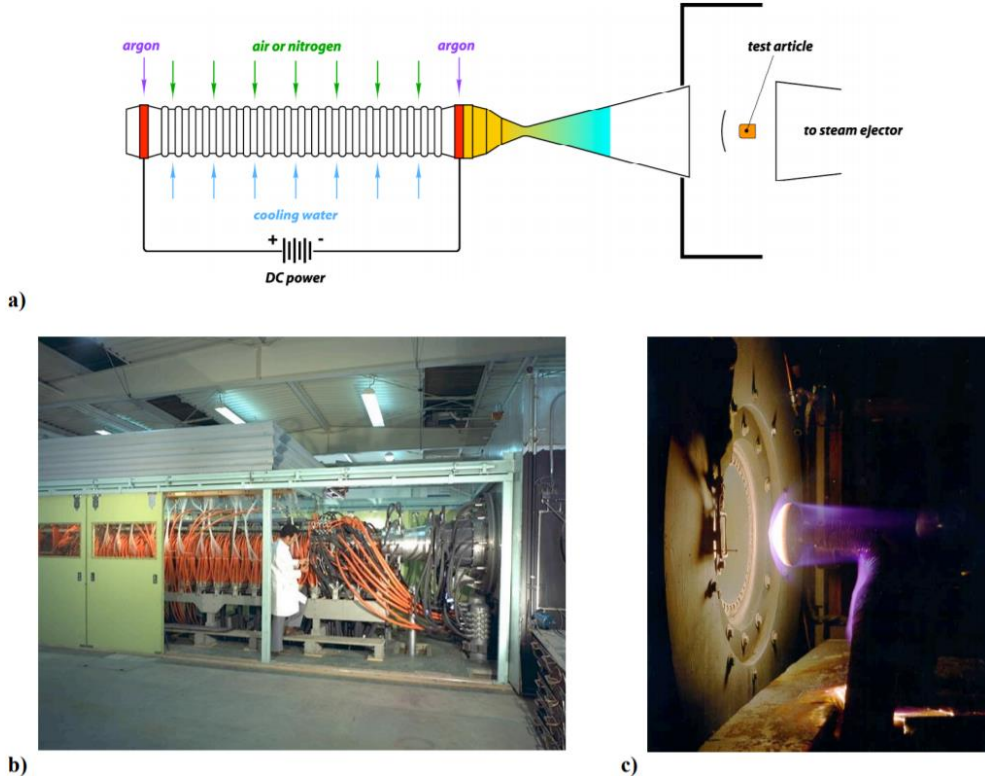 argon
air or nitrogen
argon
test article
to steam ejector
cooling water
+ -
DC power
a)
b)
c)